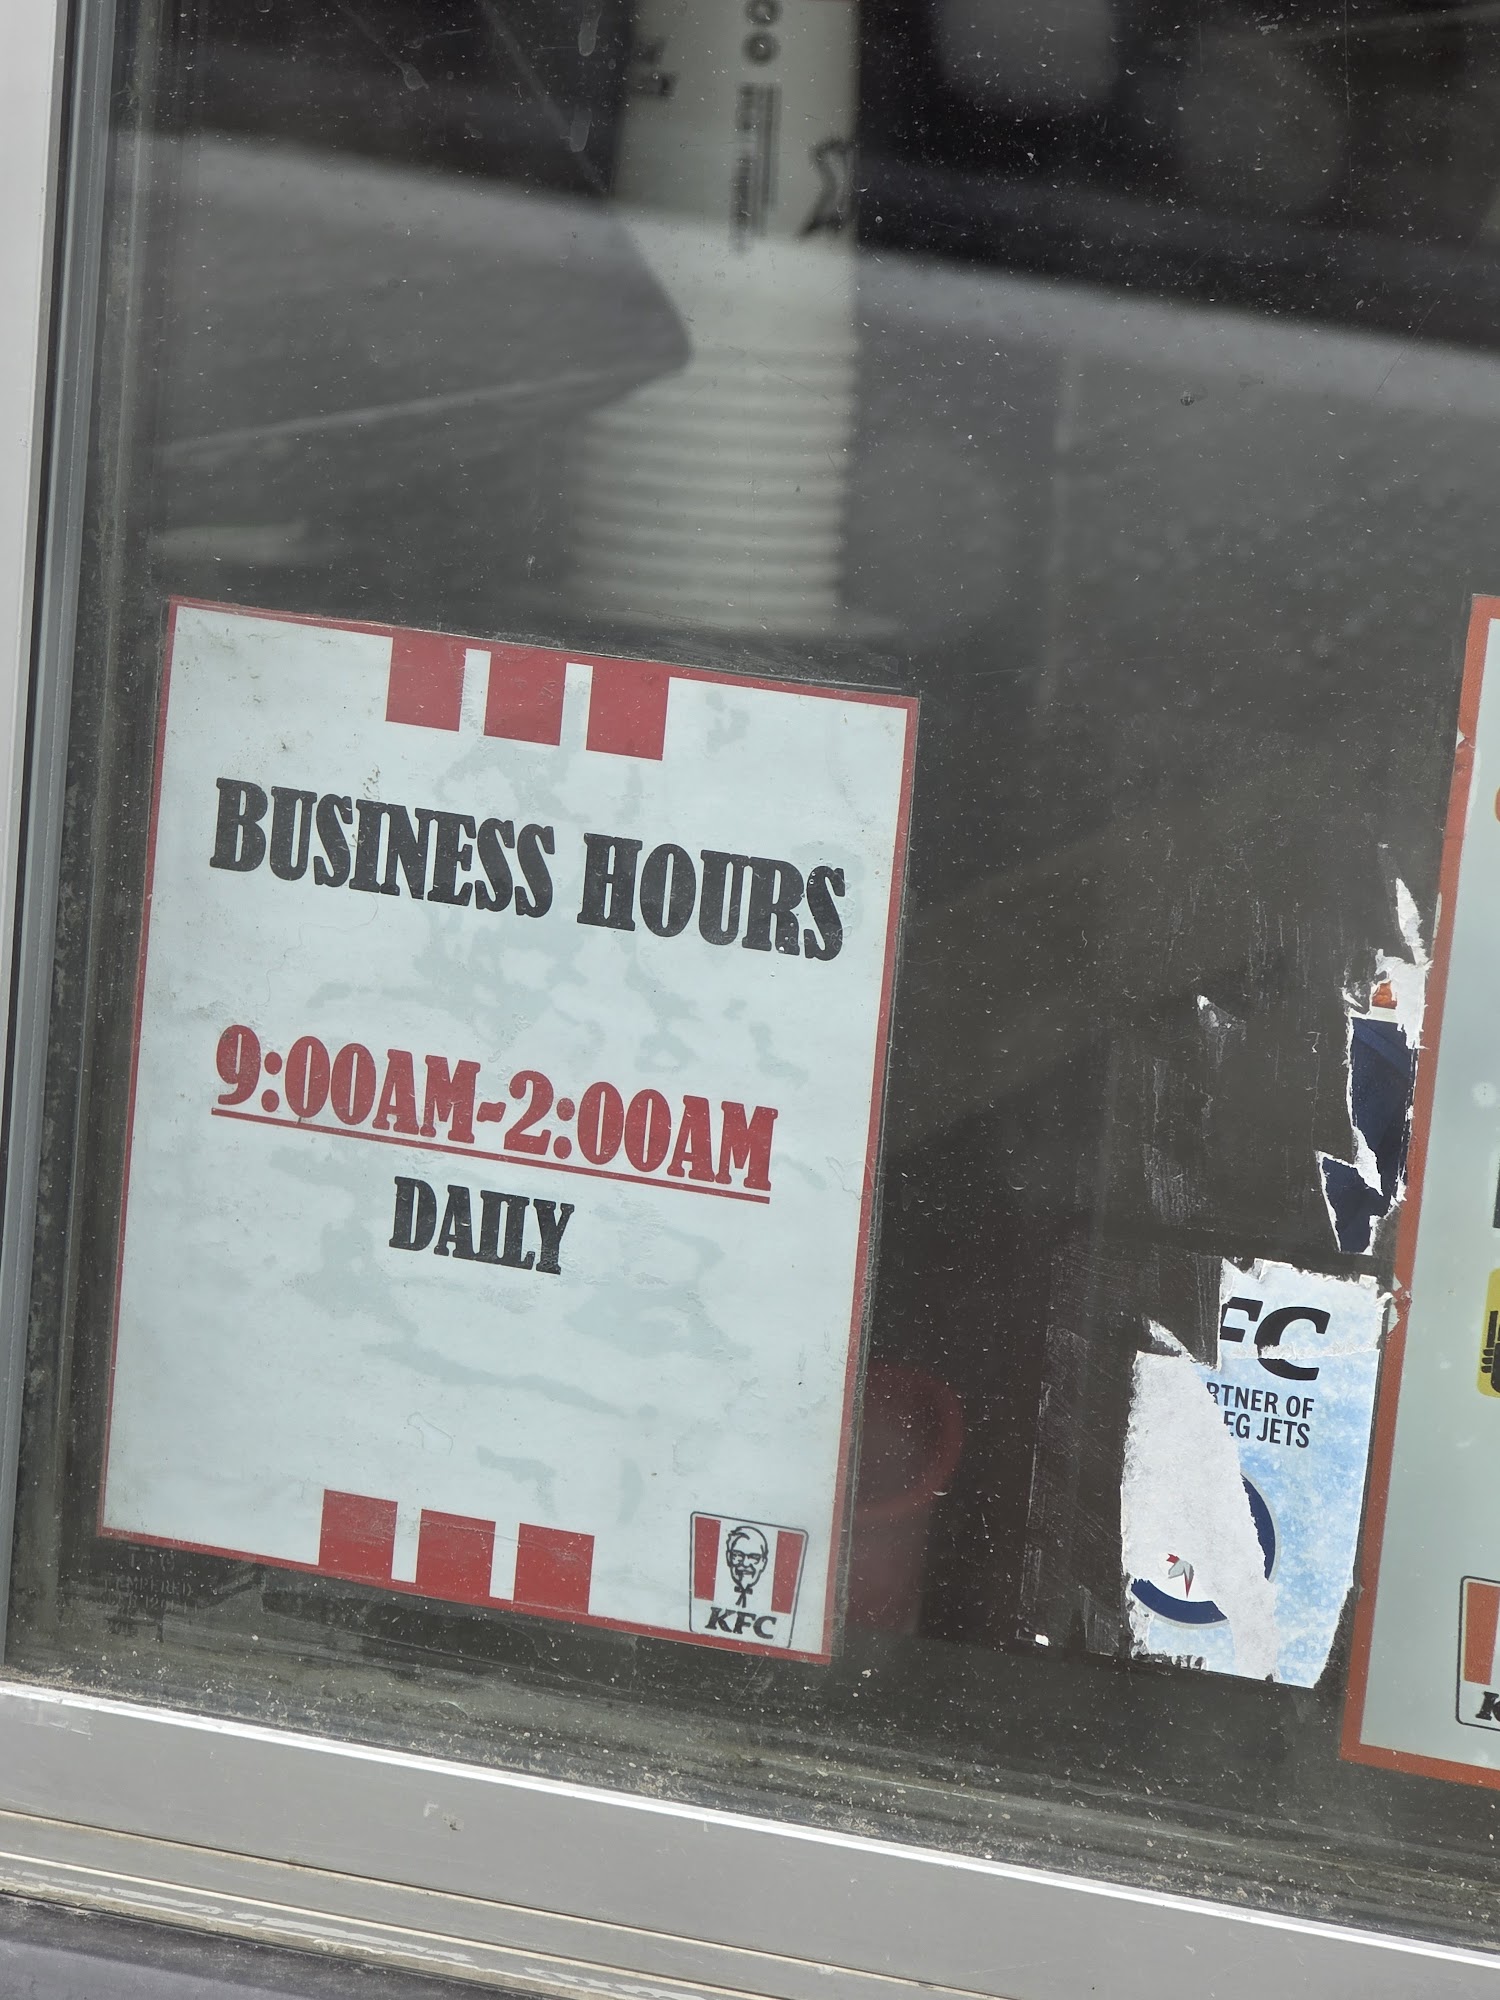 BUSINESS HOURS
9:00AM-2:00AM
DAILY
KFC
FC
RTNER OF
EG JETS